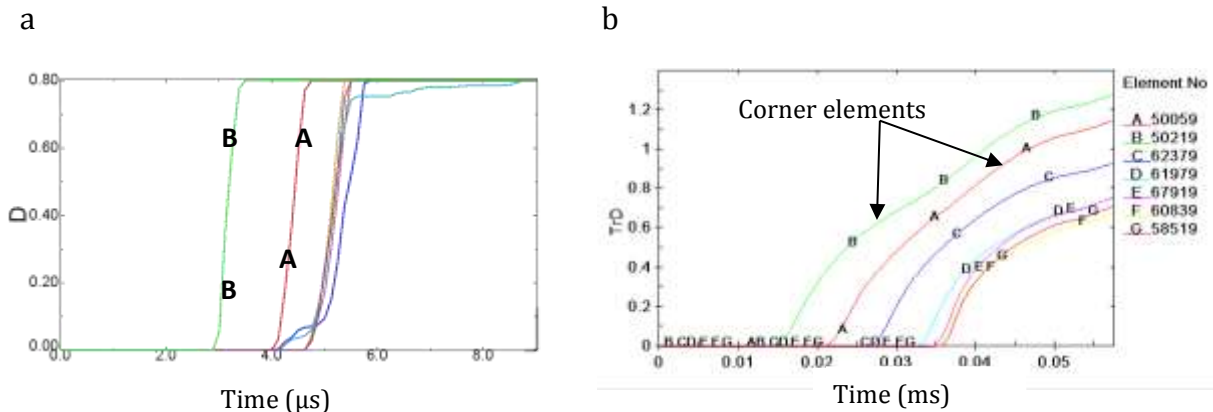 a
0.80
0.60
0.40
0.20
0.00
D
B
A
A
B
0.0
2.0
4.0
6.0
8.0
Time (µs)
b
Corner elements
1.2
1
0.8
0.6
0.4
0.2
0
TrD
B
A
B
A
C
B
A
C
D E F G
D E F G
A
B C D E F G
A B C D E F G
C D E F G
0
0.01
0.02
0.03
0.04
0.05
Time (ms)
Element No
A 50059
B 50219
C 62379
D 61979
E 67919
F 60839
G 58519